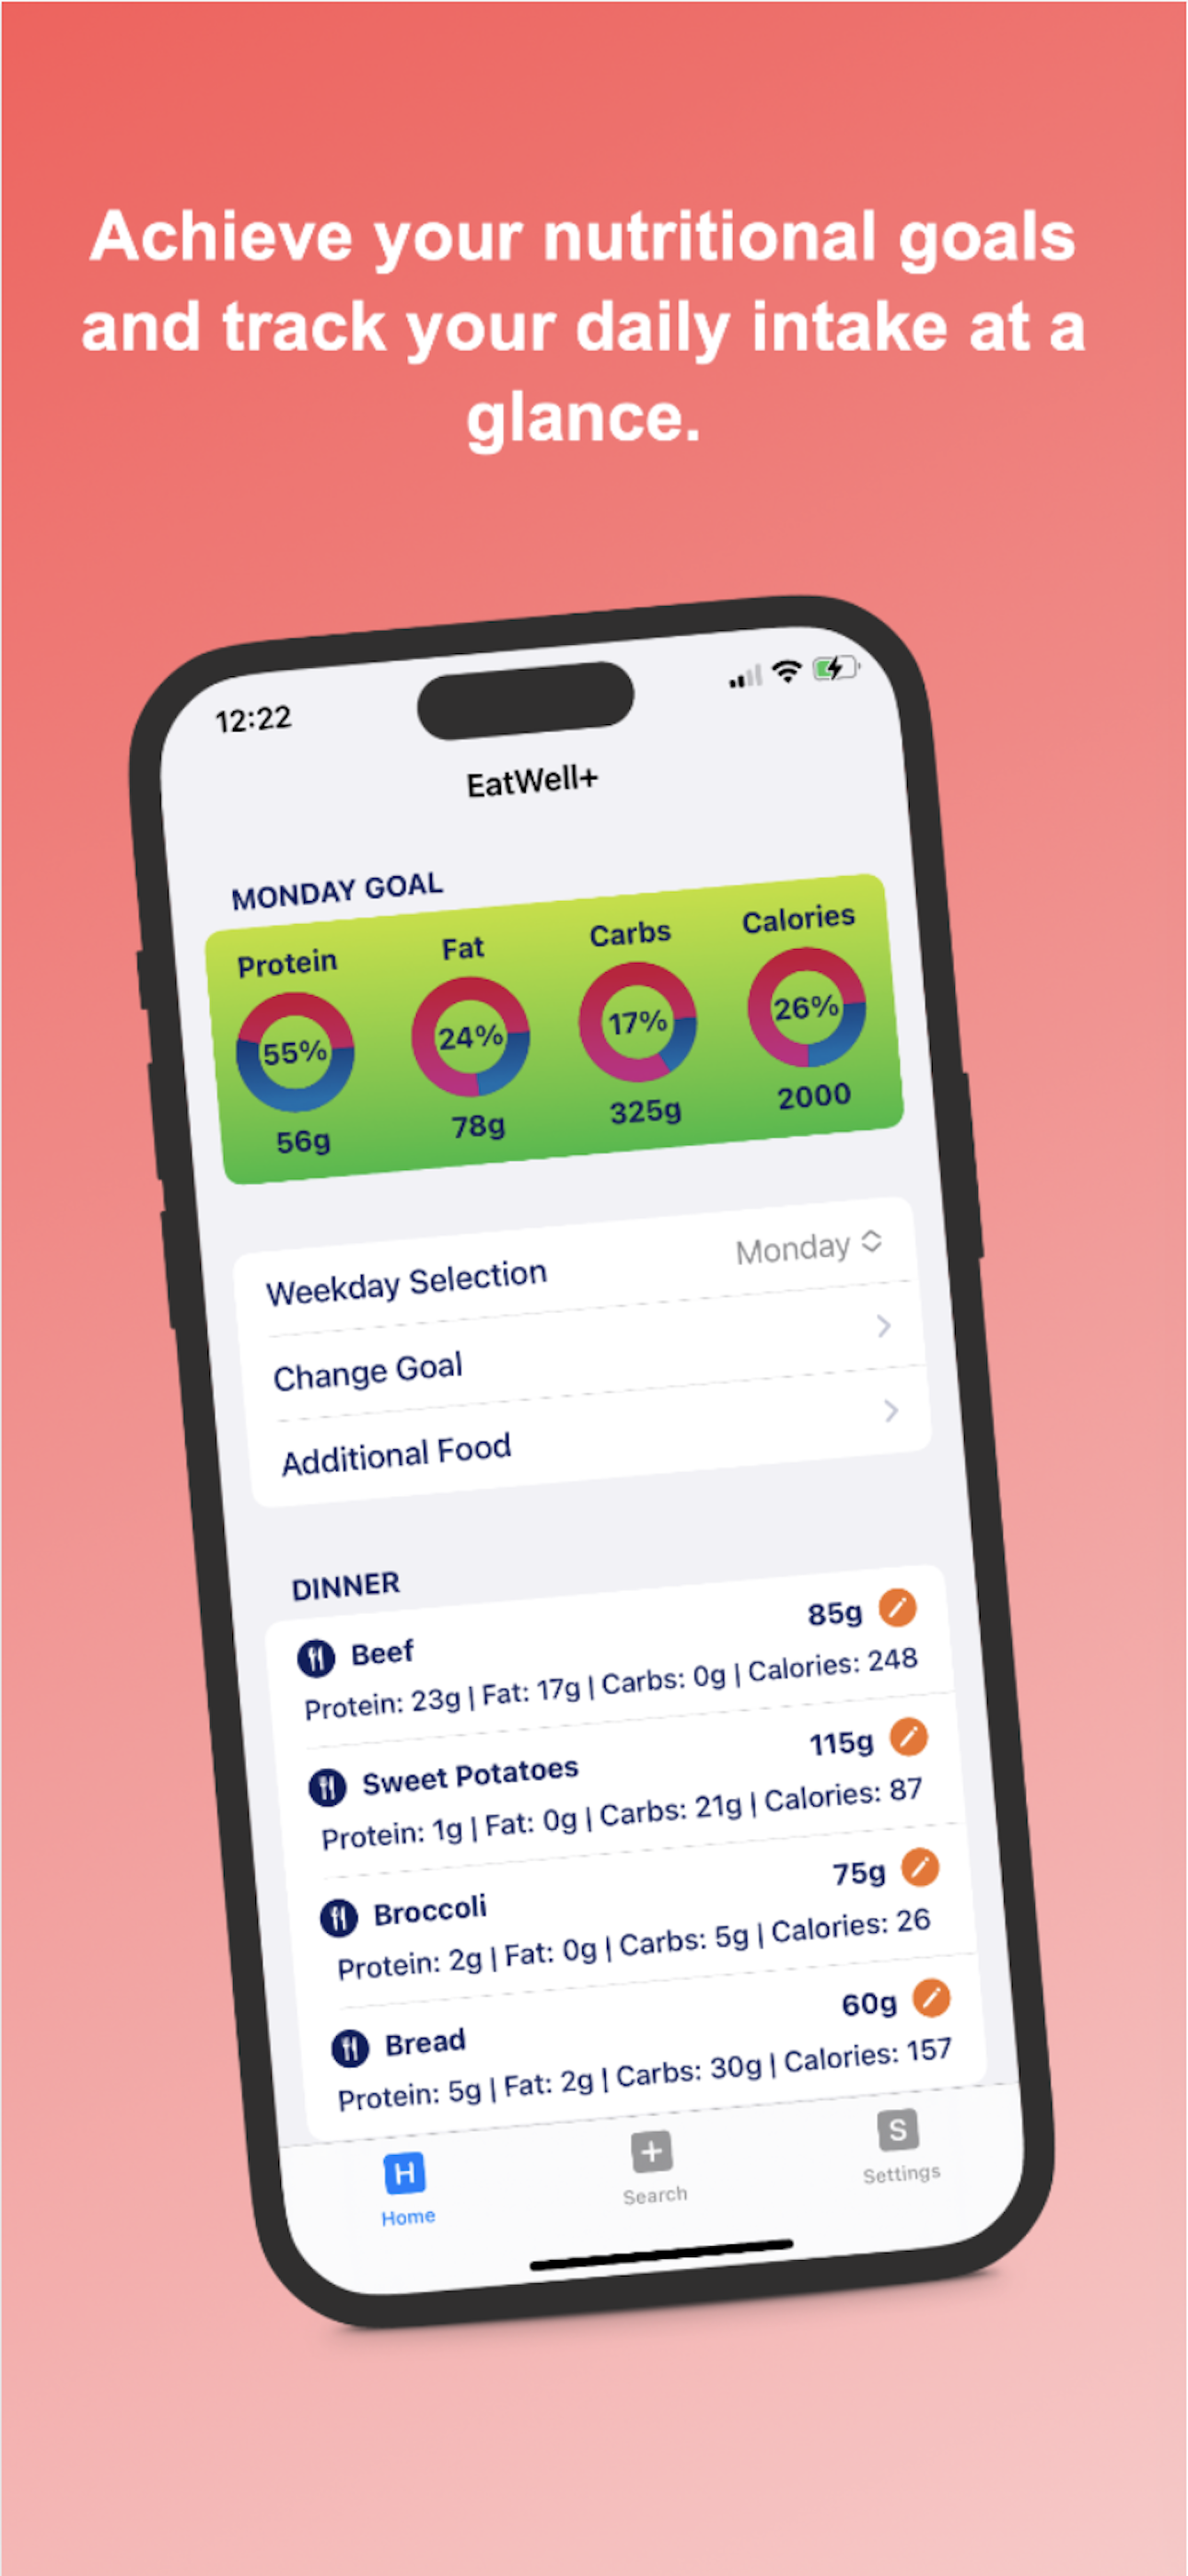 Achieve your nutritional goals
and track your daily intake at a
glance.
12:22
EatWell+
MONDAY GOAL
Protein Fat Carbs Calories
55% 24% 17% 26%
56g 78g 325g 2000
Weekday Selection Monday
Change Goal
Additional Food
DINNER
Beef 85g
Protein: 23g | Fat: 17g | Carbs: 0g | Calories: 248
Sweet Potatoes 115g
Protein: 1g | Fat: 0g | Carbs: 21g | Calories: 87
Broccoli 75g
Protein: 2g | Fat: 0g | Carbs: 5g | Calories: 26
Bread 60g
Protein: 5g | Fat: 2g | Carbs: 30g | Calories: 157
H + S
Home Search Settings